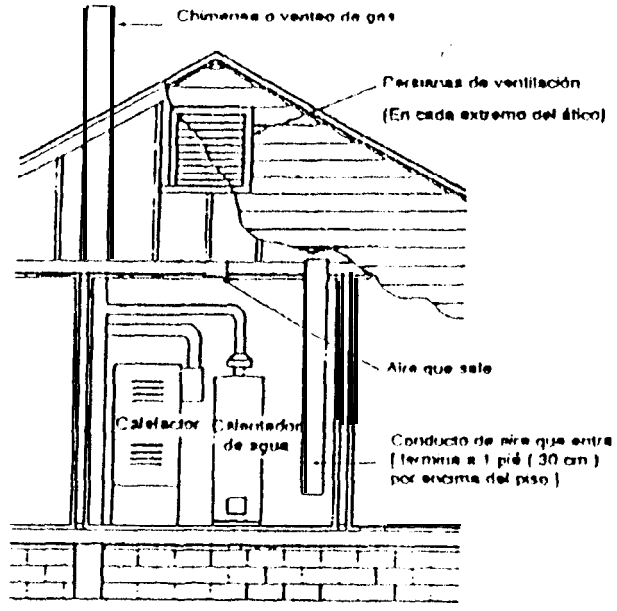 Chimenea o venteo de gas
Persianas de ventilación
(En cada extremo del ático)
Aire que sale
Calefactor
Calentador
de agua
Conducto de aire que entra
( termina a 1 pié ( 30 cm )
por encima del piso )